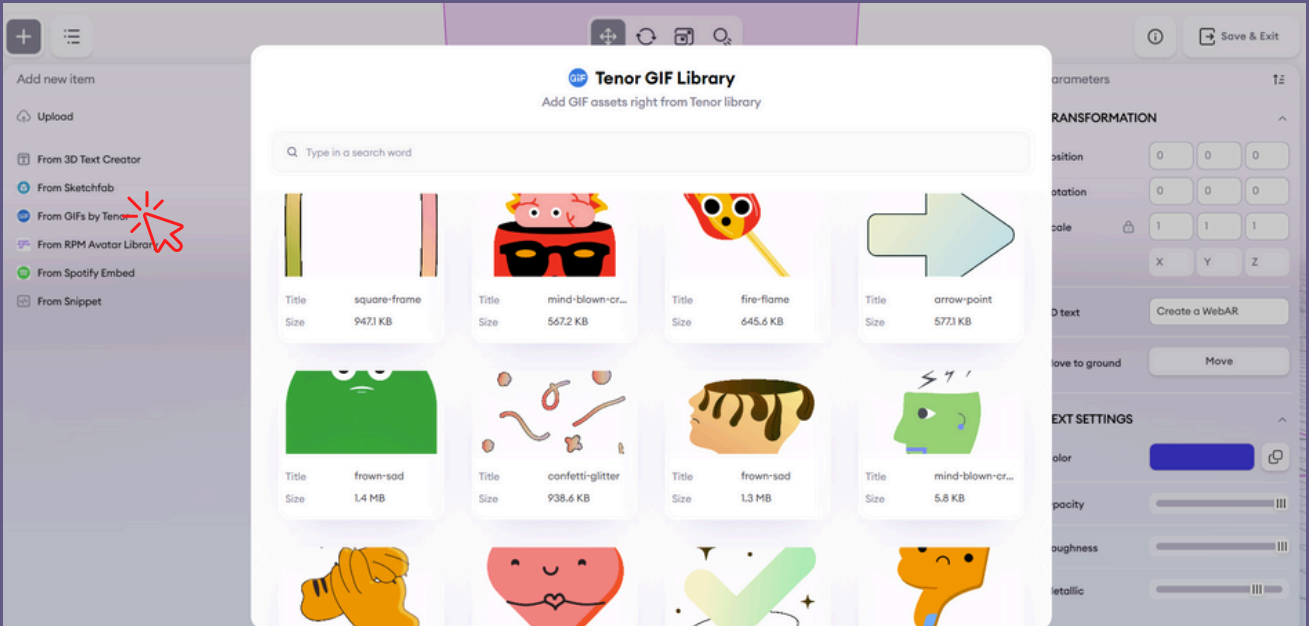 Save & Exit
Add new item
Upload
From 3D Text Creator
From Sketchfab
From GIFs by Tenor
From RPM Avatar Library
From Spotify Embed
From Snippet
GIF Tenor GIF Library
Add GIF assets right from Tenor library
Type in a search word
Title square-frame
Size 947.1 KB
Title mind-blown-cr...
Size 567.2 KB
Title fire-flame
Size 645.6 KB
Title arrow-point
Size 577.1 KB
Title frown-sad
Size 1.4 MB
Title confetti-glitter
Size 938.6 KB
Title frown-sad
Size 1.3 MB
Title mind-blown-cr...
Size 5.8 KB
arameters
RANSFORMATION
osition 0 0 0
otation 0 0 0
cale 1 1 1
X Y Z
D text Create a WebAR
ove to ground Move
EXT SETTINGS
olor
pacity
oughness
etallic